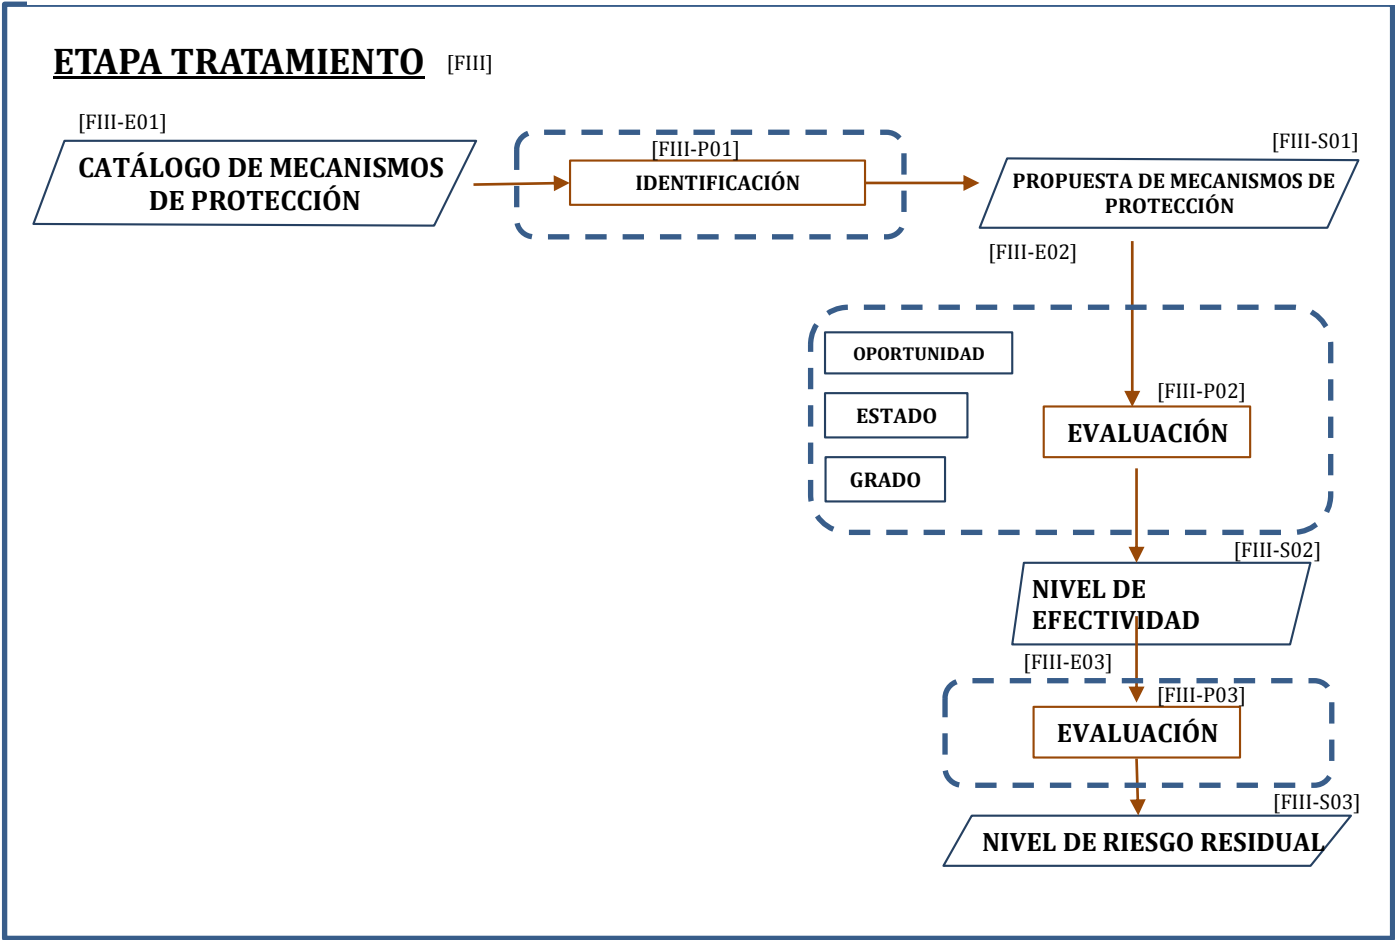 ETAPA TRATAMIENTO [FIII]
[FIII-E01]
CATÁLOGO DE MECANISMOS
DE PROTECCIÓN
[FIII-P01]
IDENTIFICACIÓN
[FIII-S01]
PROPUESTA DE MECANISMOS DE
PROTECCIÓN
[FIII-E02]
OPORTUNIDAD
ESTADO
GRADO
[FIII-P02]
EVALUACIÓN
[FIII-S02]
NIVEL DE
EFECTIVIDAD
[FIII-E03]
[FIII-P03]
EVALUACIÓN
[FIII-S03]
NIVEL DE RIESGO RESIDUAL